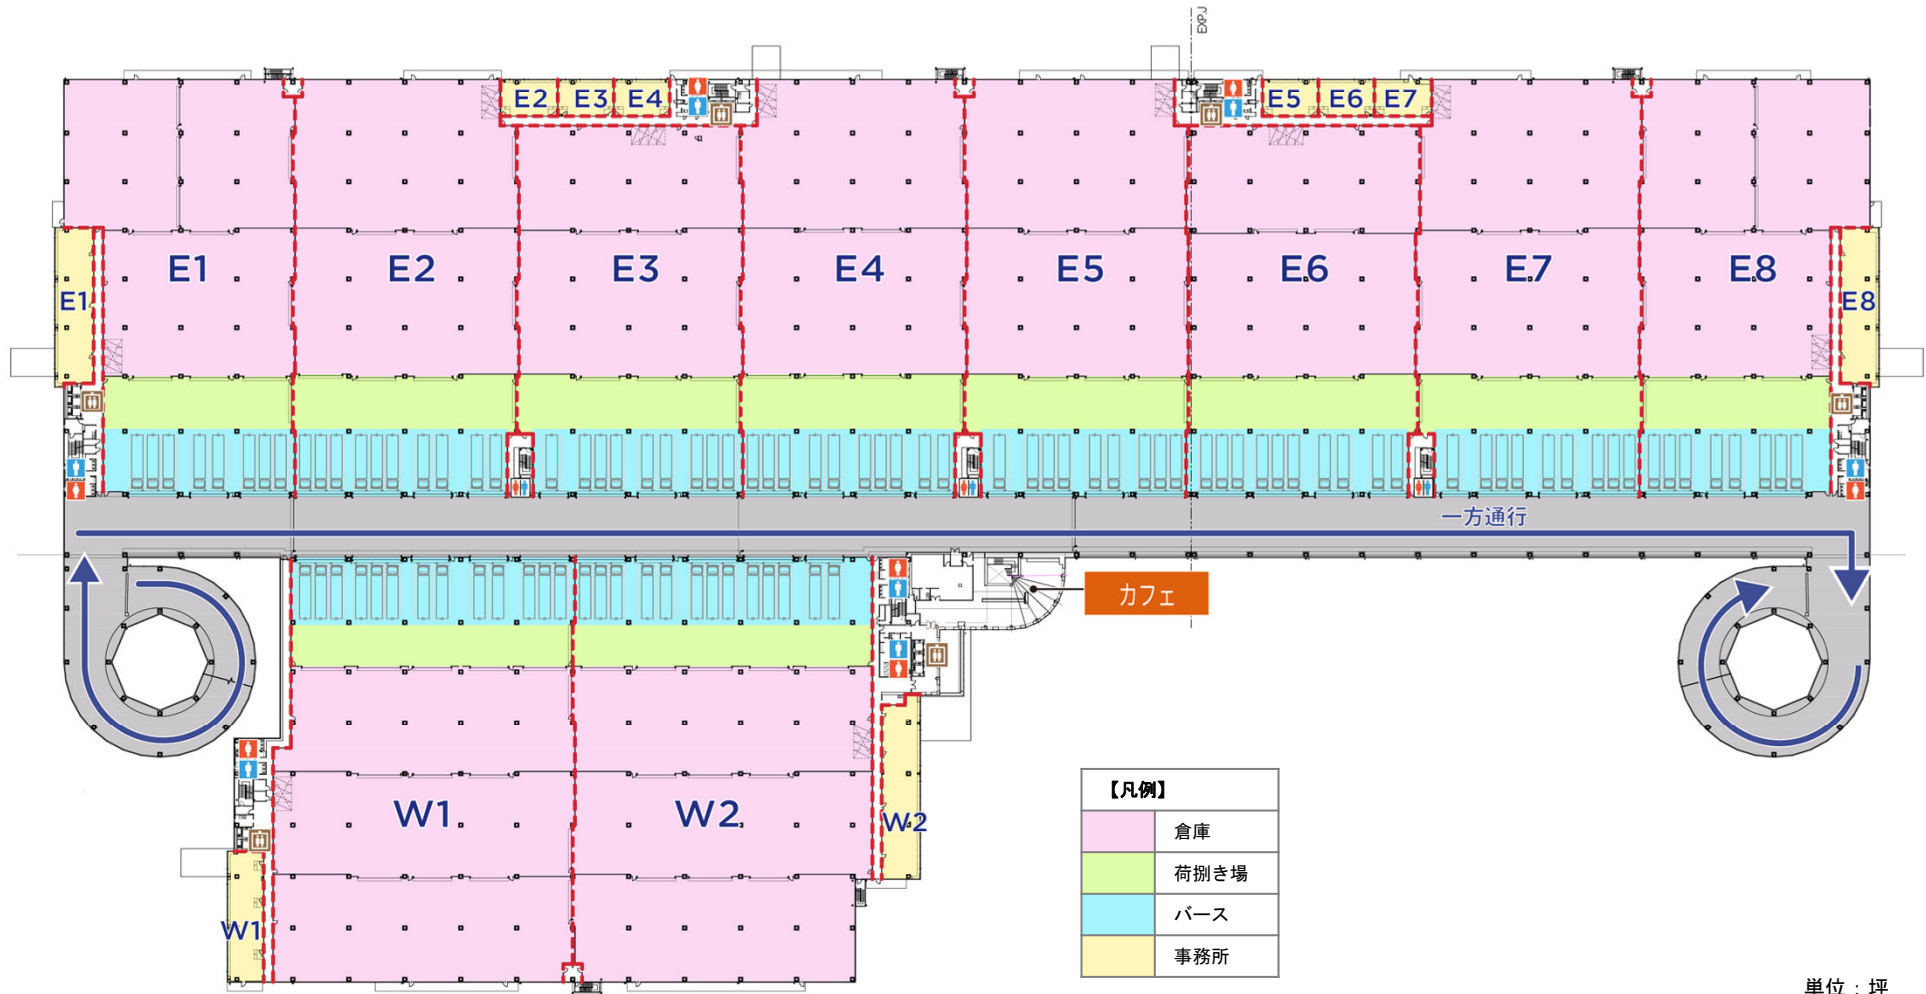 EXP.J
E2 E3 E4
E5 E6 E7
E1 E2 E3 E4 E5 E6 E7 E8
E1
E8
一方通行
カフェ
W1 W2
W2
W1
【凡例】
倉庫
荷捌き場
バース
事務所
単位：坪